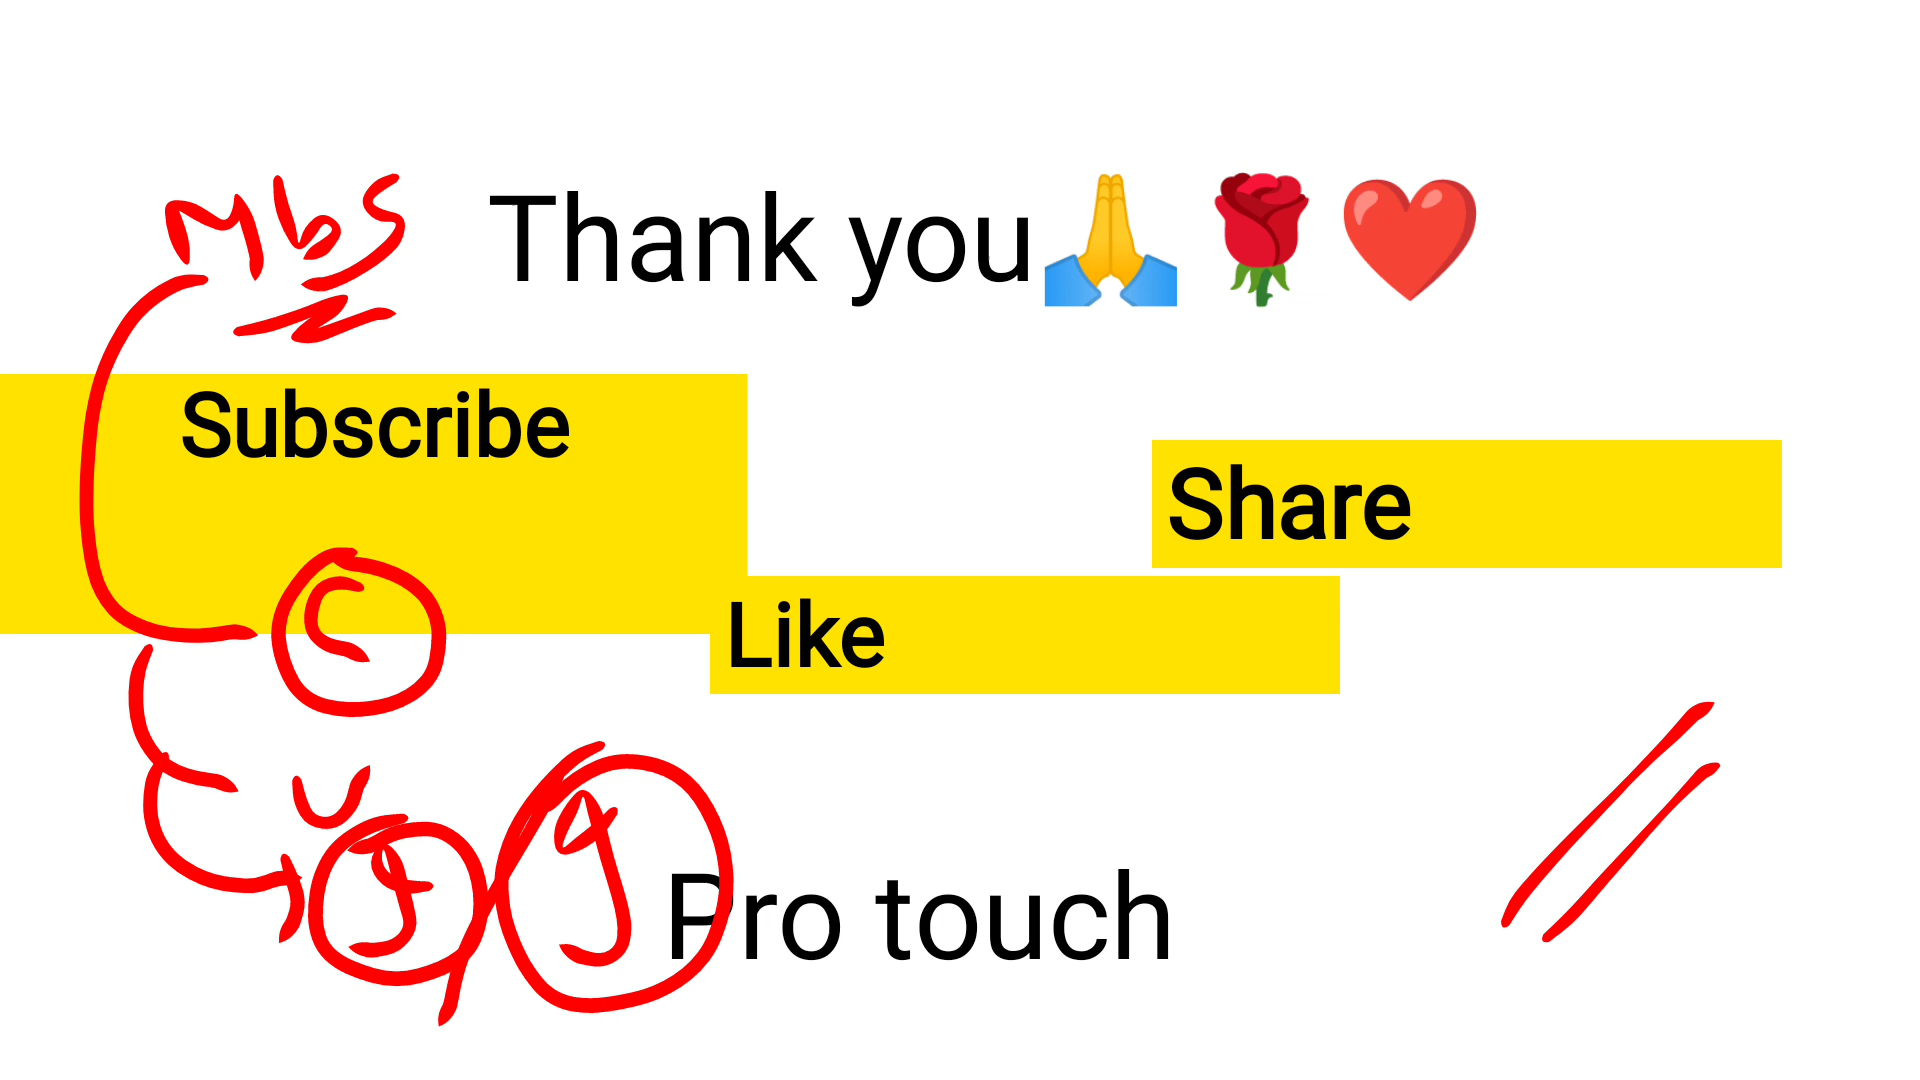 Mbs
Thank you🙏🌹❤️
Subscribe
Share
Like
C
Pro touch